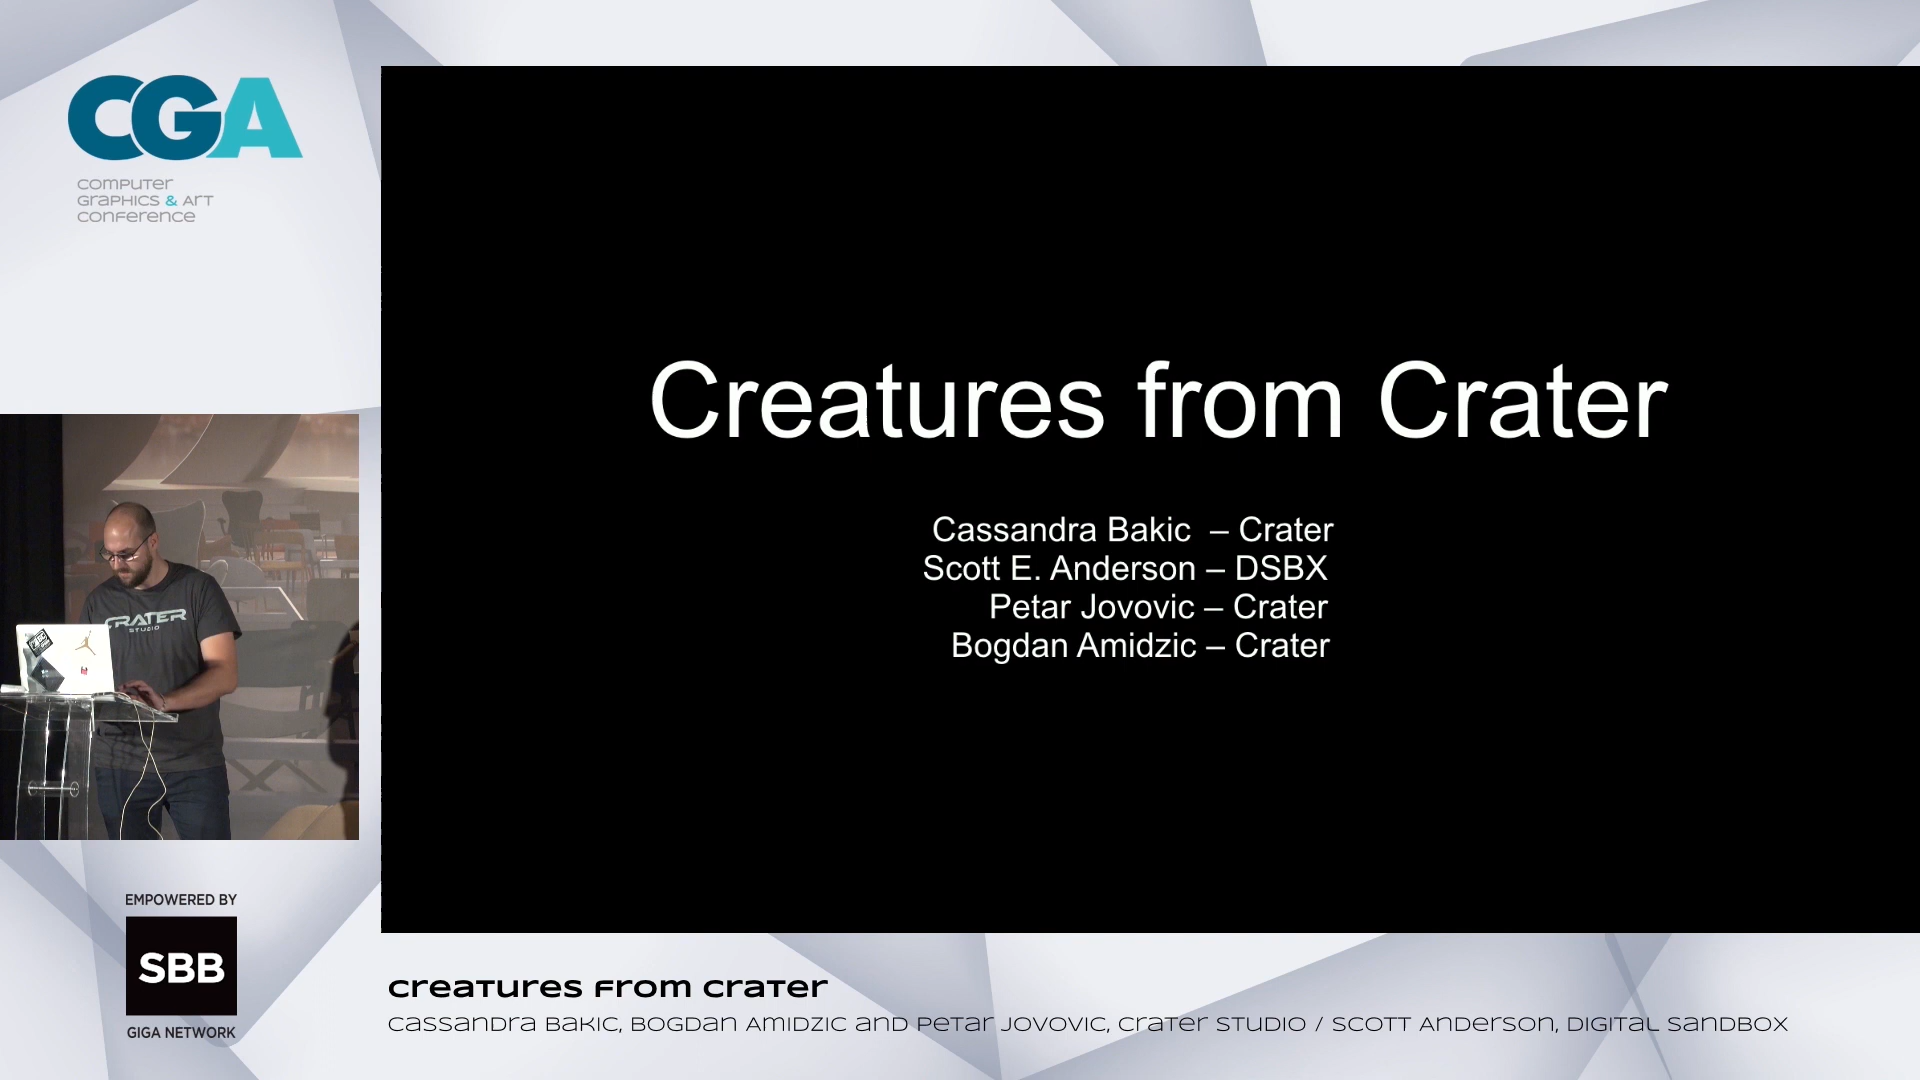 CGA
COMPUTER
GRAPHICS & ART
CONFERENCE
Creatures from Crater
Cassandra Bakic – Crater
Scott E. Anderson – DSBX
Petar Jovovic – Crater
Bogdan Amidzic – Crater
CRATER
STUDIO
EMPOWERED BY
SBB
GIGA NETWORK
creatures from crater
cassandra bakic, bogdan amidzic and petar jovovic, crater studio / scott anderson, digital sandbox